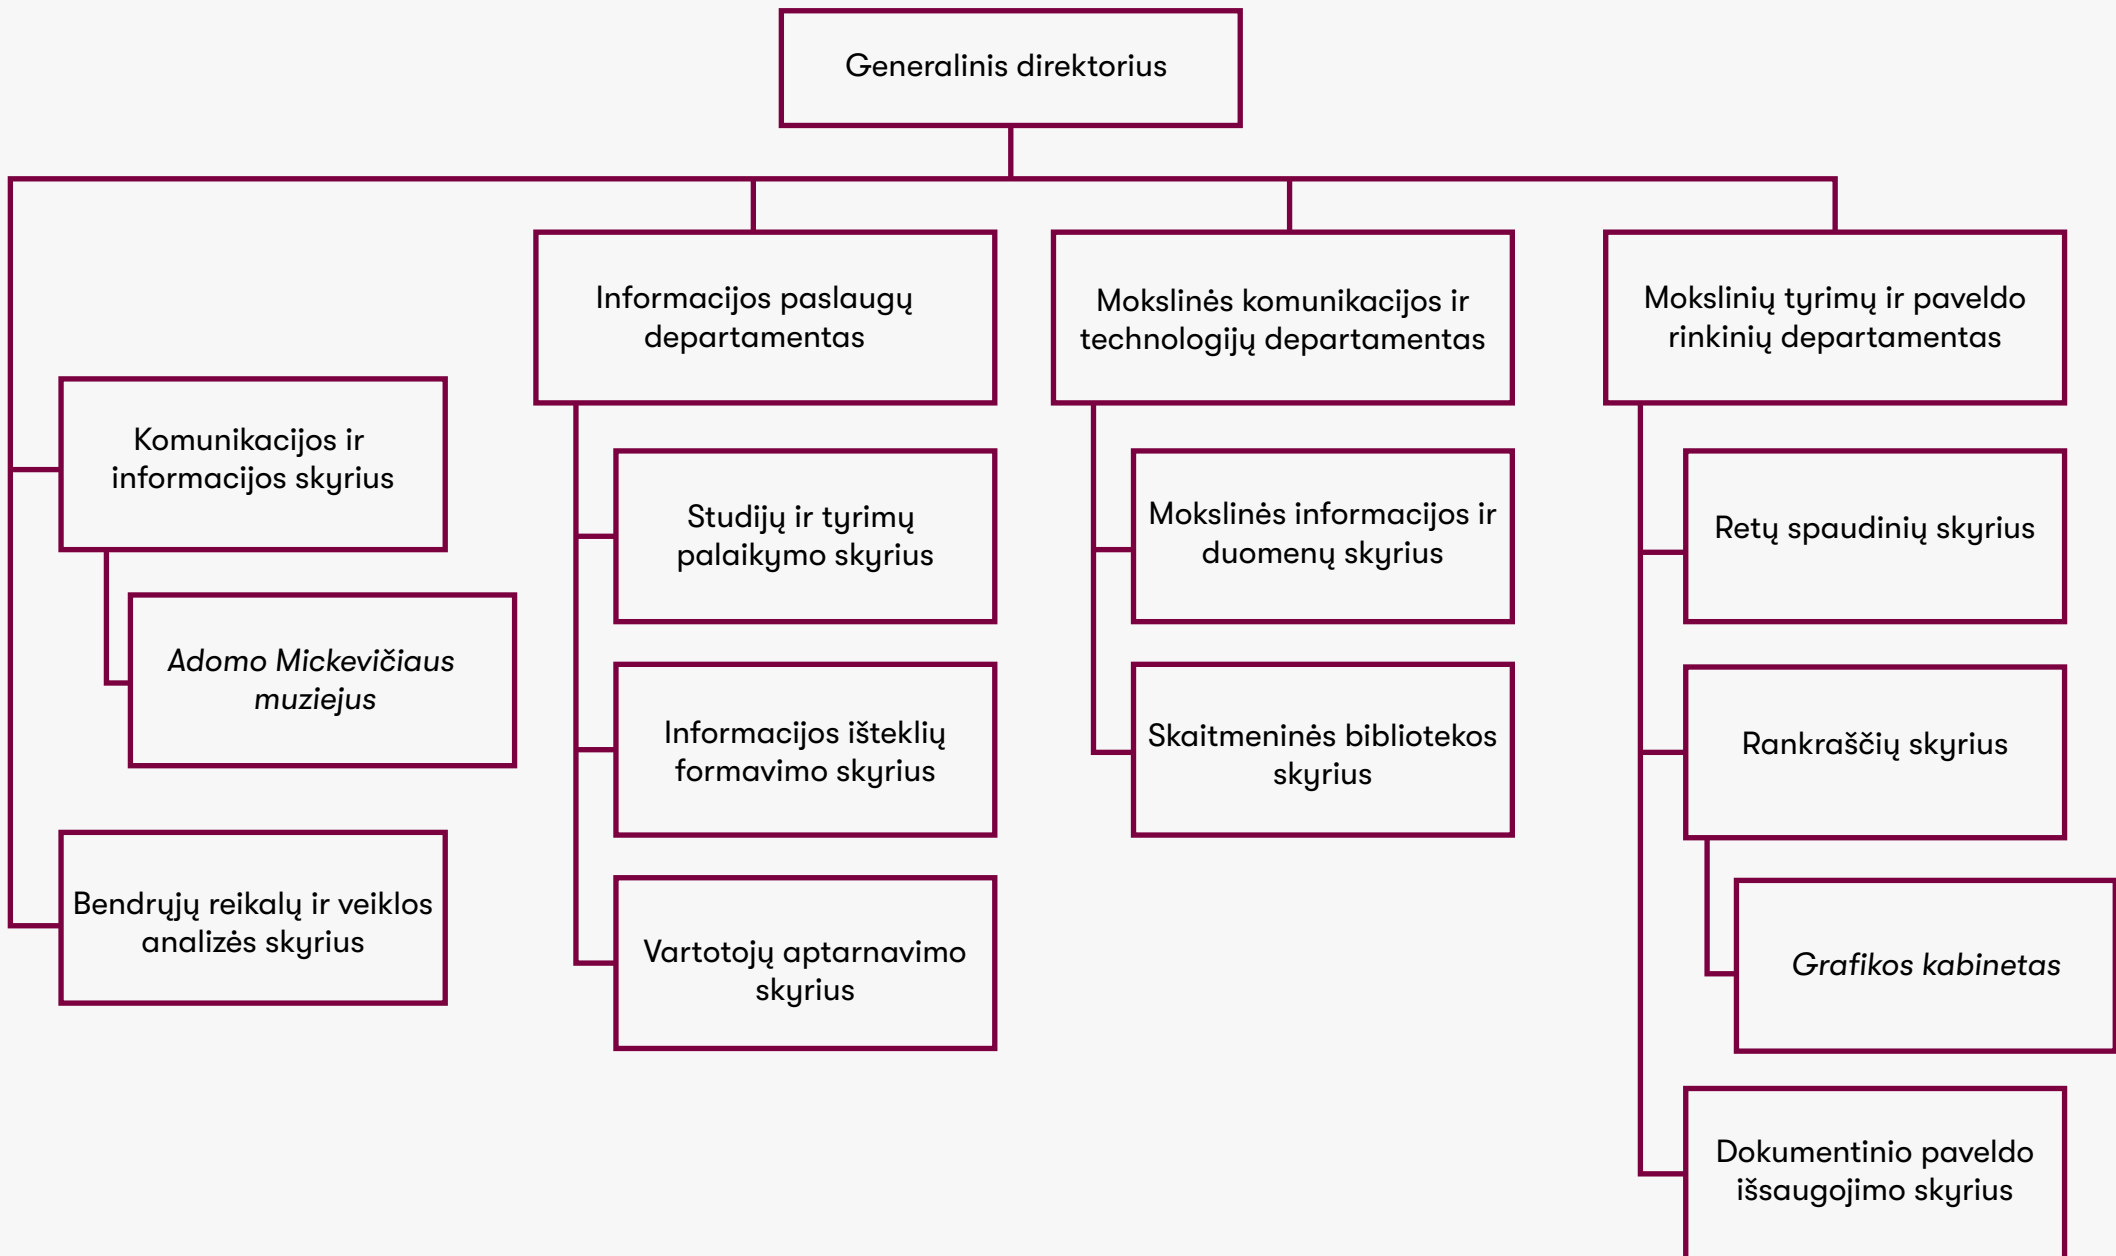 Generalinis direktorius
Komunikacijos ir
informacijos skyrius
Adomo Mickevičiaus
muziejus
Bendrųjų reikalų ir veiklos
analizės skyrius
Informacijos paslaugų
departamentas
Studijų ir tyrimų
palaikymo skyrius
Informacijos išteklių
formavimo skyrius
Vartotojų aptarnavimo
skyrius
Mokslinės komunikacijos ir
technologijų departamentas
Mokslinės informacijos ir
duomenų skyrius
Skaitmeninės bibliotekos
skyrius
Mokslinių tyrimų ir paveldo
rinkinių departamentas
Retų spaudinių skyrius
Rankraščių skyrius
Grafikos kabinetas
Dokumentinio paveldo
išsaugojimo skyrius